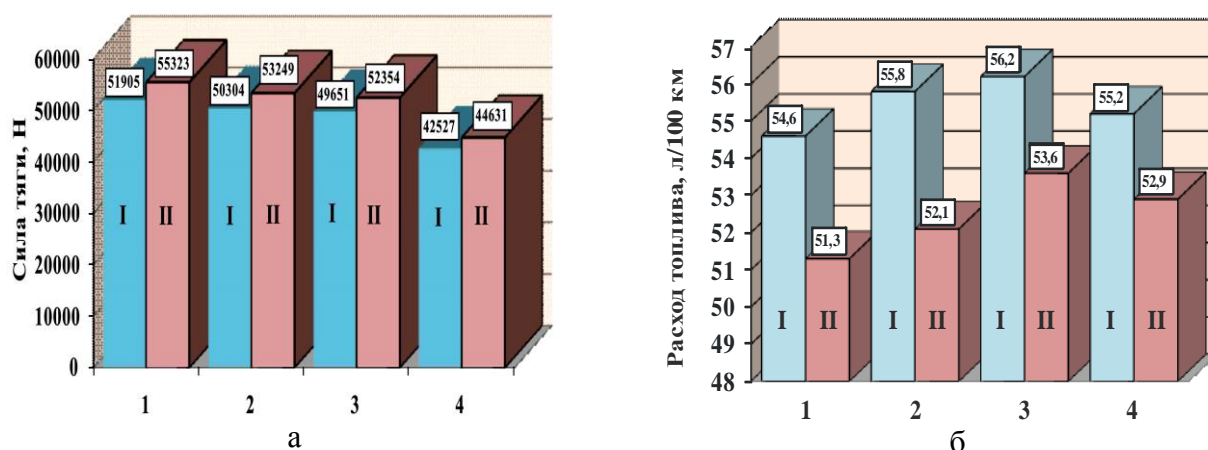 Сила тяги, Н
60000
50000
40000
30000
20000
10000
0
51905
55323
50304
53249
49651
52354
42527
44631
I
II
I
II
I
II
I
II
1
2
3
4
а
Расход топлива, л/100 км
57
56
55
54
53
52
51
50
49
48
54,6
51,3
55,8
52,1
56,2
53,6
55,2
52,9
I
II
I
II
I
II
I
II
1
2
3
4
б